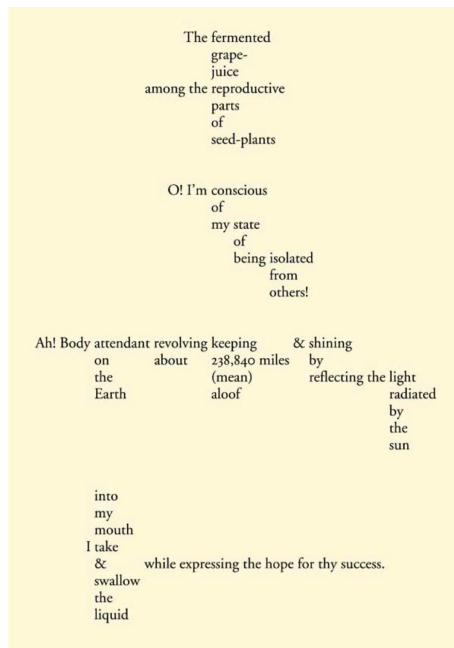 The fermented
grape-
juice
among the reproductive
parts
of
seed-plants
O! I'm conscious
of
my state
of
being isolated
from
others!
Ah! Body attendant revolving keeping & shining
on about 238,840 miles by
the (mean) reflecting the light
Earth aloof radiated
by
the
sun
into
my
mouth
I take
& while expressing the hope for thy success.
swallow
the
liquid